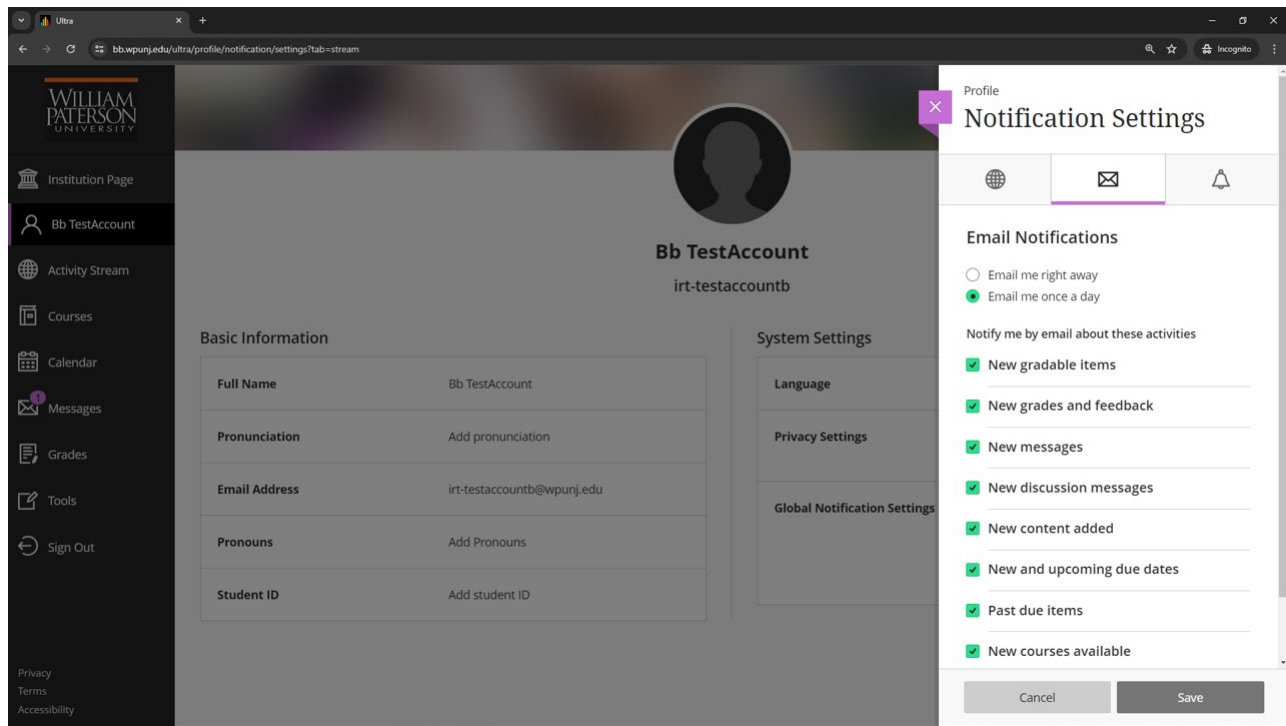 Ultra
bb.wpunj.edu/ultra/profile/notification/settings?tab=stream
Incognito
WILLIAM
PATERSON
UNIVERSITY
Institution Page
Bb TestAccount
Activity Stream
Courses
Calendar
1
Messages
Grades
Tools
Sign Out
Privacy
Terms
Accessibility
Bb TestAccount
irt-testaccountb
Basic Information
Full Name Bb TestAccount
Pronunciation Add pronunciation
Email Address irt-testaccountb@wpunj.edu
Pronouns Add Pronouns
Student ID Add student ID
System Settings
Language
Privacy Settings
Global Notification Settings
Profile
Notification Settings
Email Notifications
Email me right away
Email me once a day
Notify me by email about these activities
New gradable items
New grades and feedback
New messages
New discussion messages
New content added
New and upcoming due dates
Past due items
New courses available
Cancel Save